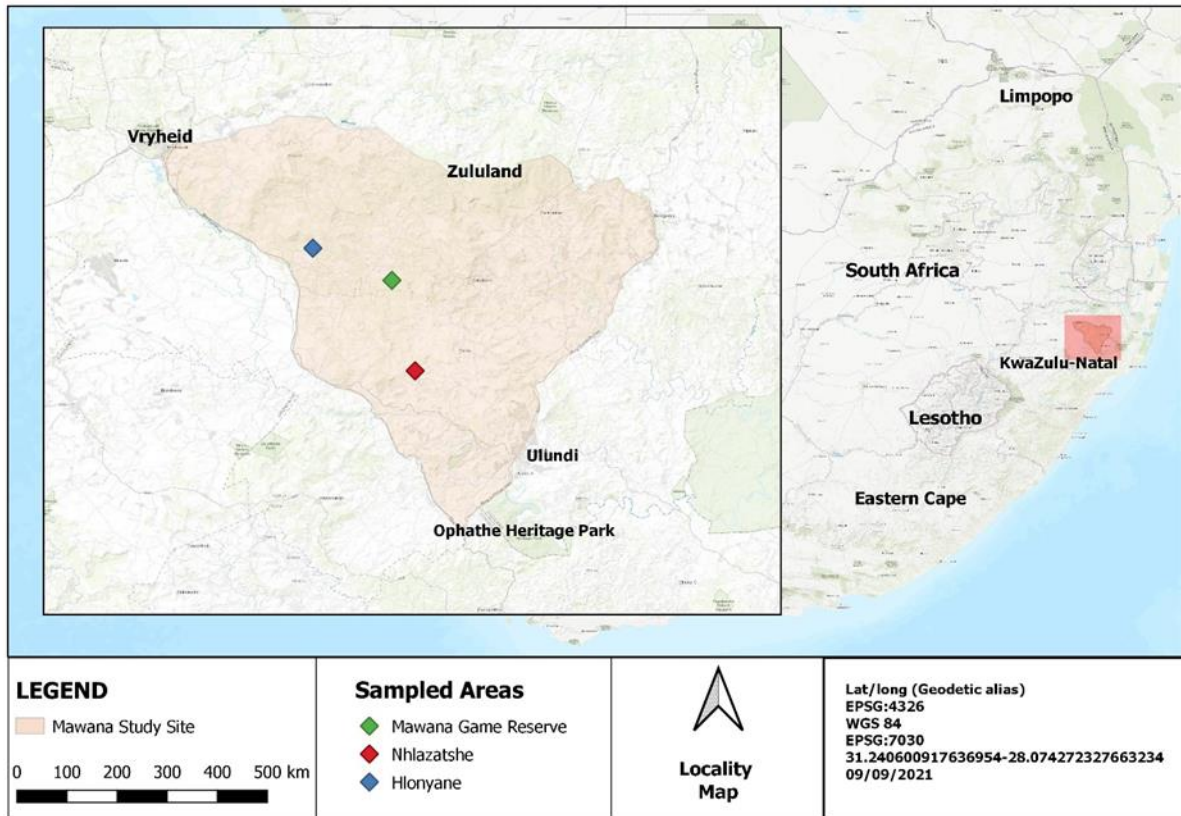 Limpopo
Vryheid
Zululand
South Africa
KwaZulu-Natal
Lesotho
Ulundi
Eastern Cape
Ophathe Heritage Park
LEGEND
Mawana Study Site
0 100 200 300 400 500 km
Sampled Areas
Mawana Game Reserve
Nhlazatshe
Hlonyane
Locality
Map
Lat/long (Geodetic alias)
EPSG:4326
WGS 84
EPSG:7030
31.240600917636954-28.074272327663234
09/09/2021